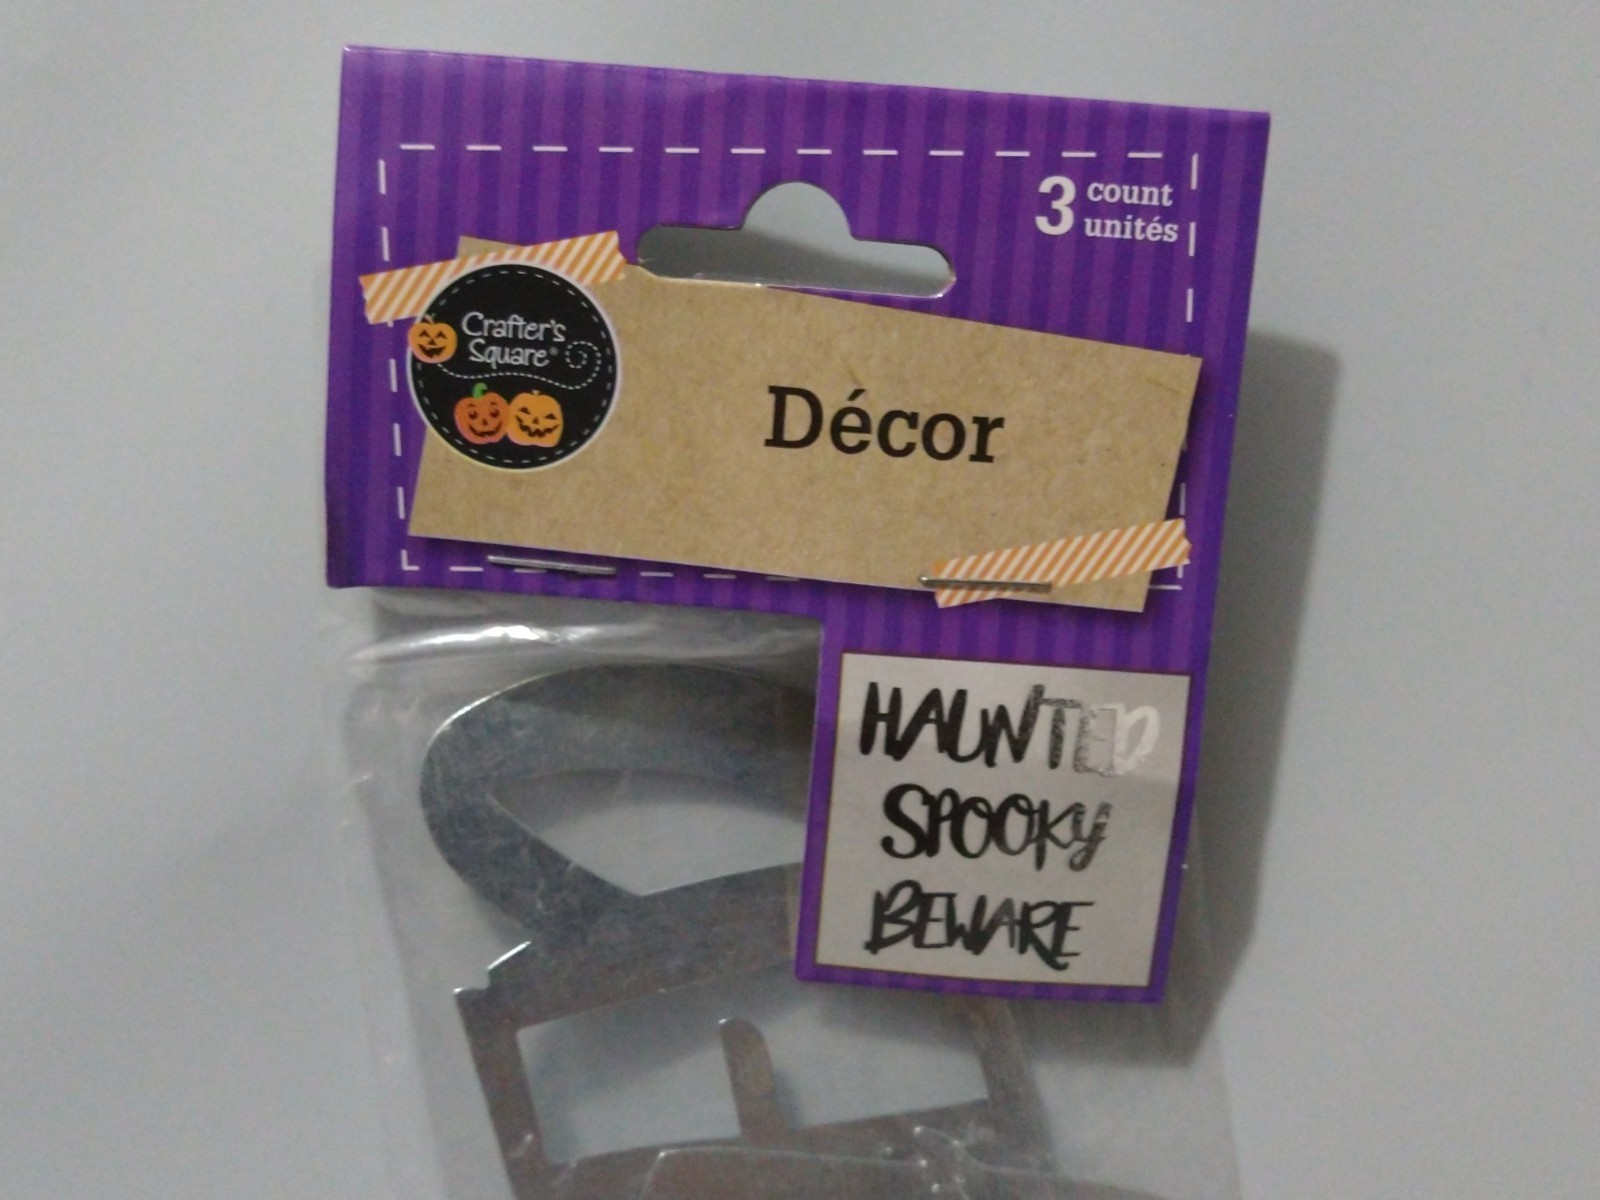 3 count
unités
Crafter's
Square®
Décor
HAUNTED
SPOOKY
BEWARE